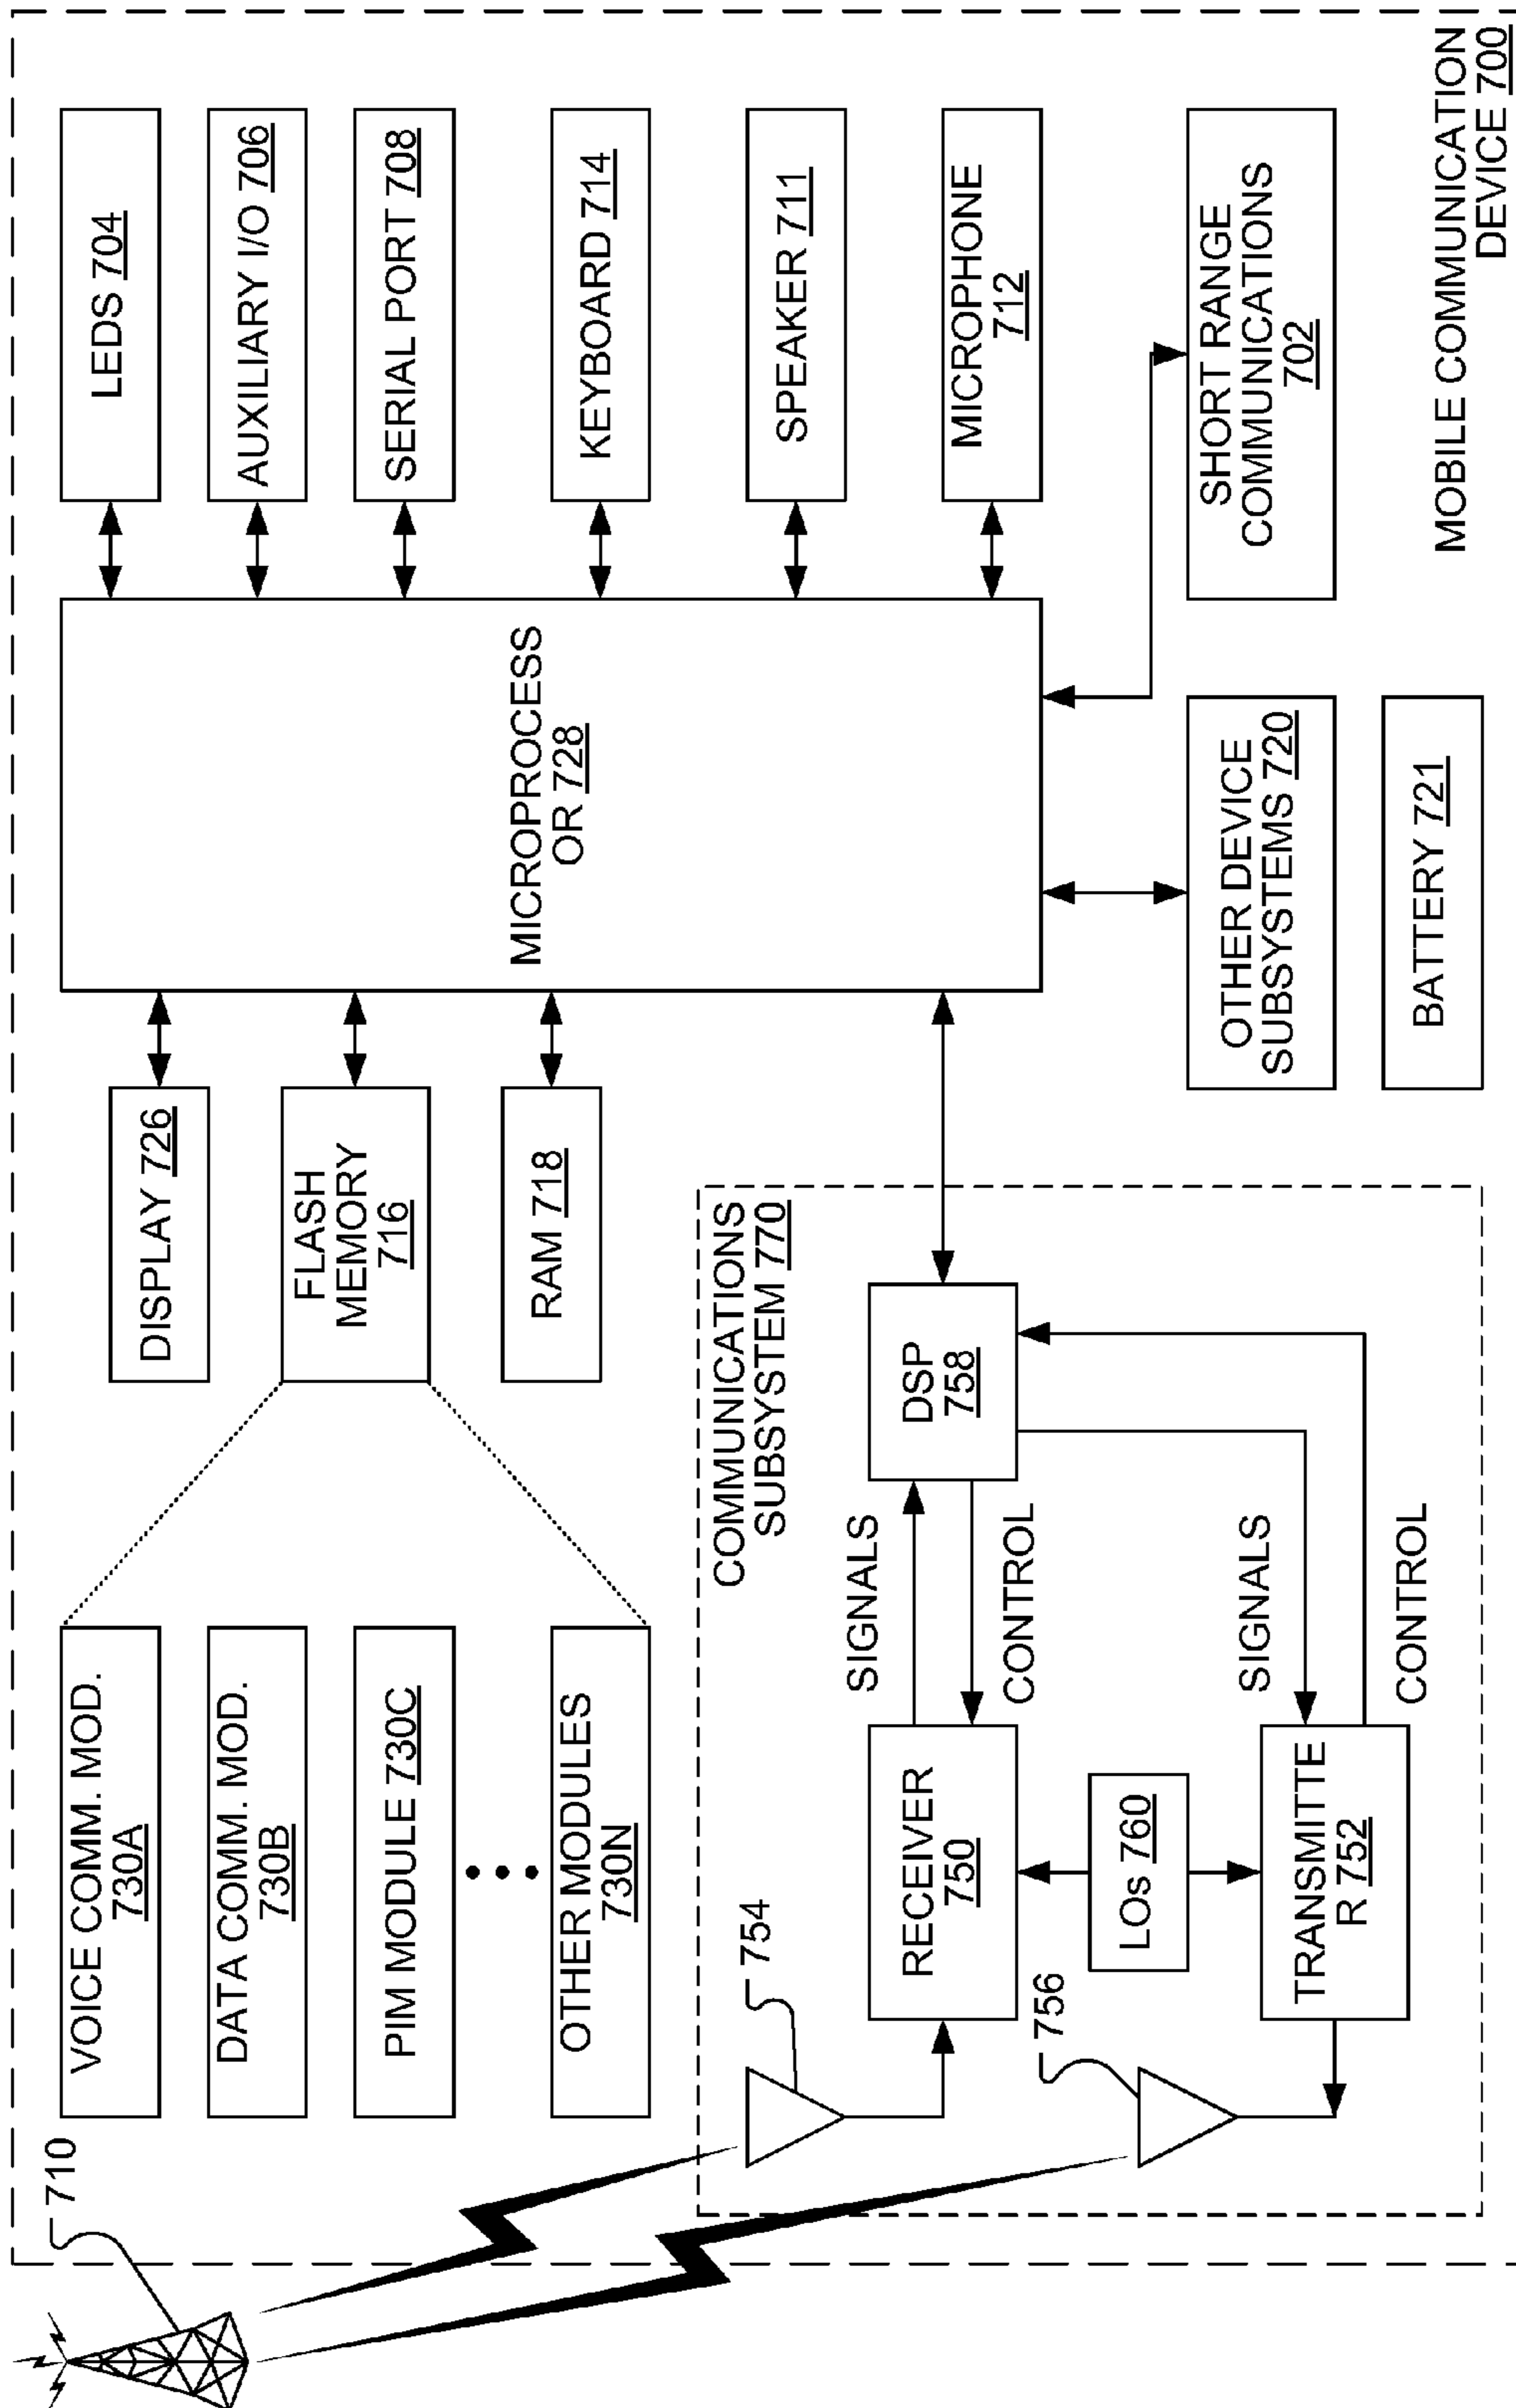 710
VOICE COMM. MOD.
730A
DATA COMM. MOD.
730B
PIM MODULE 730C
OTHER MODULES
730N
DISPLAY 726
FLASH
MEMORY
716
RAM 718
MICROPROCESS
OR 728
LEDS 704
AUXILIARY I/O 706
SERIAL PORT 708
KEYBOARD 714
SPEAKER 711
MICROPHONE
712
COMMUNICATIONS
SUBSYSTEM 770
754
RECEIVER
750
SIGNALS
CONTROL
DSP
758
756
LOs 760
TRANSMITTE
R 752
SIGNALS
CONTROL
OTHER DEVICE
SUBSYSTEMS 720
SHORT RANGE
COMMUNICATIONS
702
BATTERY 721
MOBILE COMMUNICATION
DEVICE 700